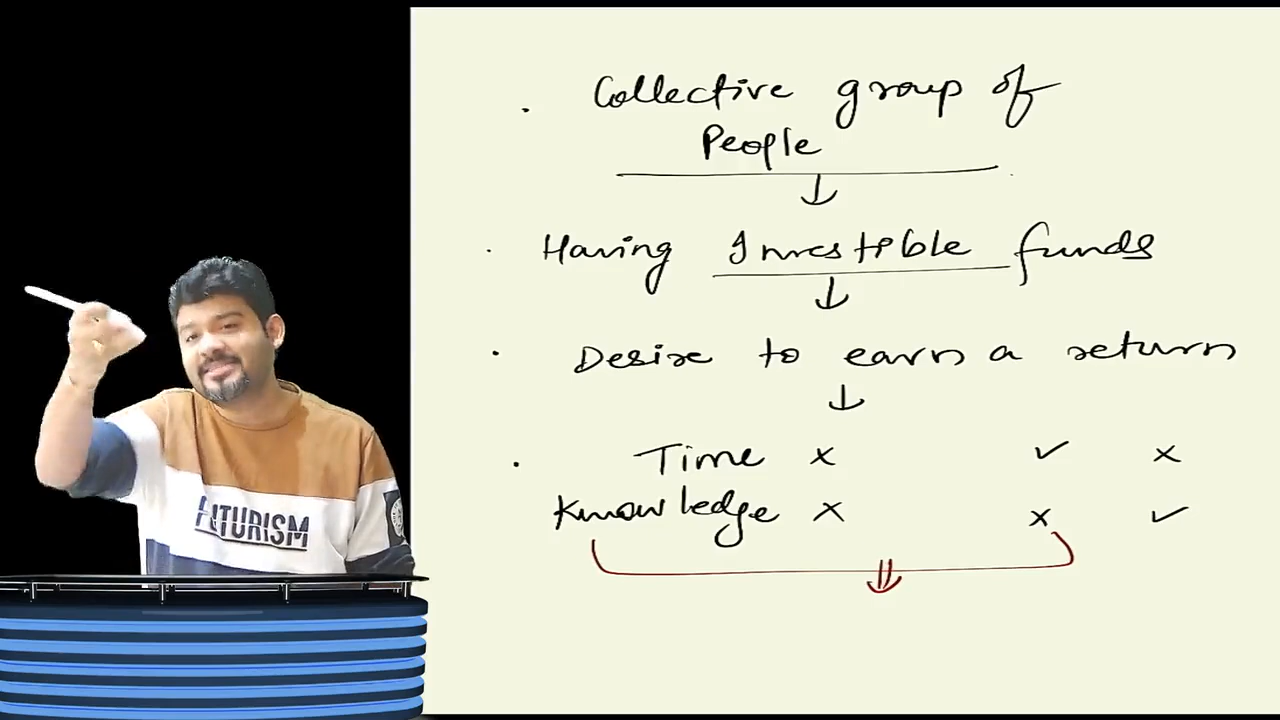 . Collective group of
People
↓
. Having Investible funds
↓
. Desire to earn a return
↓
. Time × ✓ ×
Knowledge × × ✓
⇓
FUTURISM